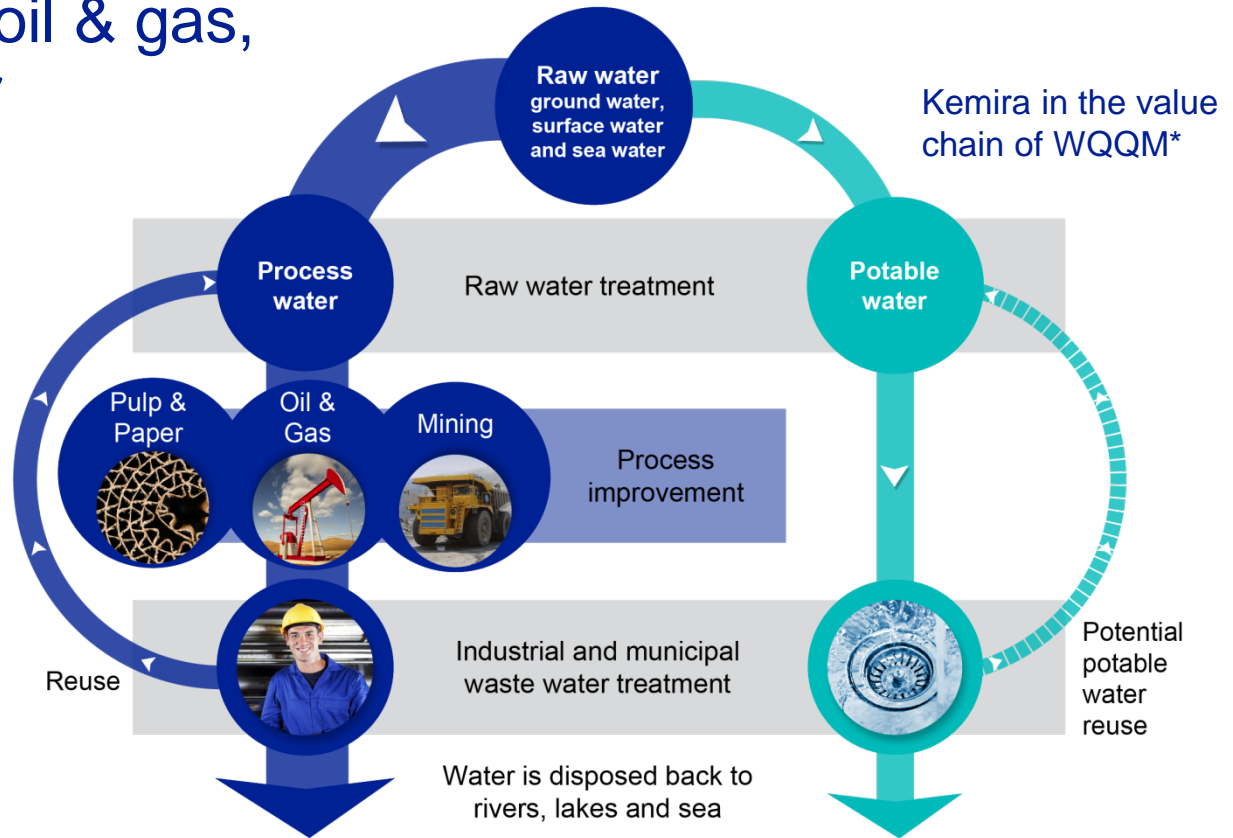 oil & gas,
Raw water
ground water,
surface water
and sea water
Kemira in the value
chain of WQQM*
Process
water
Raw water treatment
Potable
water
Pulp &
Paper
Oil &
Gas
Mining
Process
improvement
Industrial and municipal
waste water treatment
Reuse
Potential
potable
water
reuse
Water is disposed back to
rivers, lakes and sea